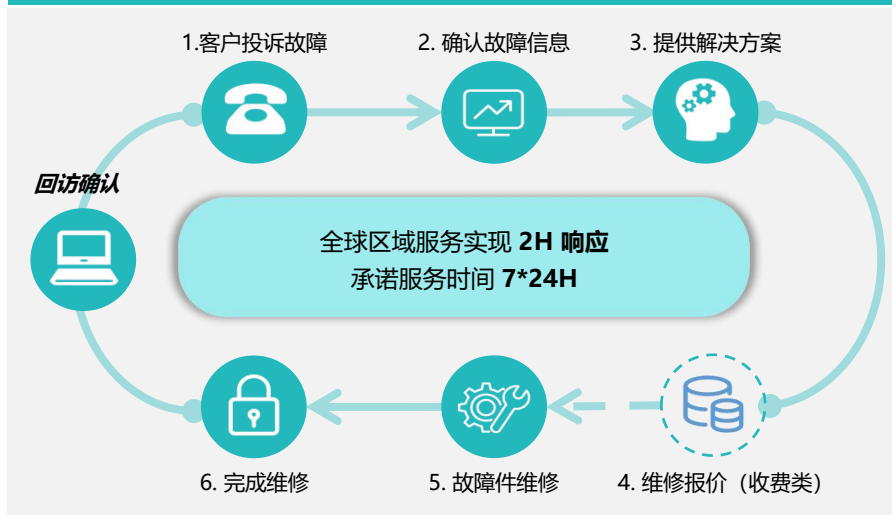 1.客户投诉故障
2. 确认故障信息
3. 提供解决方案
回访确认
全球区域服务实现 2H 响应
承诺服务时间 7*24H
6. 完成维修
5. 故障件维修
4. 维修报价（收费类）